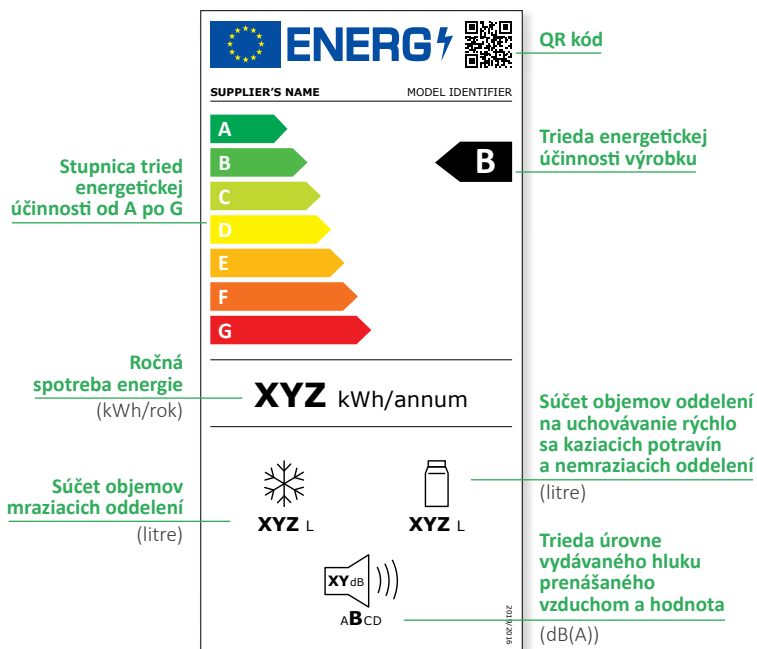 ENERG
QR kód
SUPPLIER'S NAME
MODEL IDENTIFIER
A
B
C
D
E
F
G
B
Trieda energetickej
účinnosti výrobku
Stupnica tried
energetickej
účinnosti od A po G
Ročná
spotreba energie
(kWh/rok)
XYZ kWh/annum
Súčet objemov
mraziacich oddelení
(litre)
XYZ L
XYZ L
Súčet objemov oddelení
na uchovávanie rýchlo
sa kaziacich potravín
a nemraziacich oddelení
(litre)
XY dB
ABCD
Trieda úrovne
vydávaného hluku
prenášaného
vzduchom a hodnota
(dB(A))
2019/2016